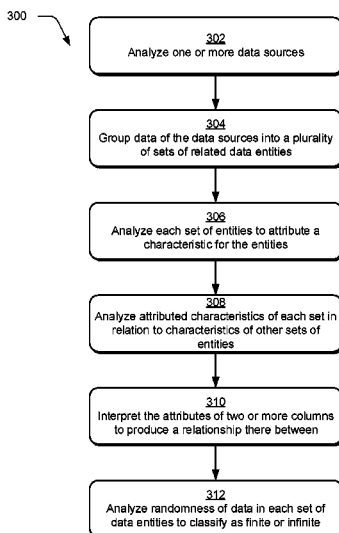 300
302
Analyze one or more data sources
304
Group data of the data sources into a plurality
of sets of related data entities
306
Analyze each set of entities to attribute a
characteristic for the entities
308
Analyze attributed characteristics of each set in
relation to characteristics of other sets of
entities
310
Interpret the attributes of two or more columns
to produce a relationship there between
312
Analyze randomness of data in each set of
data entities to classify as finite or infinite